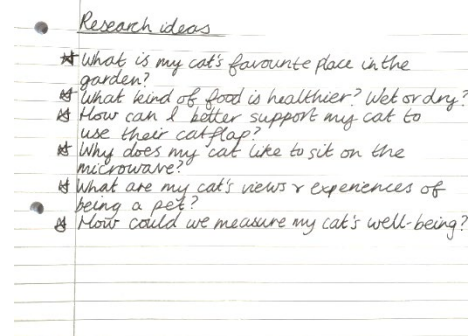 Research ideas
What is my cat's favourite place in the
garden?
What kind of food is healthier? Wet or dry?
How can I better support my cat to
use their catflap?
Why does my cat like to sit on the
microwave?
What are my cat's views & experiences of
being a pet?
How could we measure my cat's well-being?